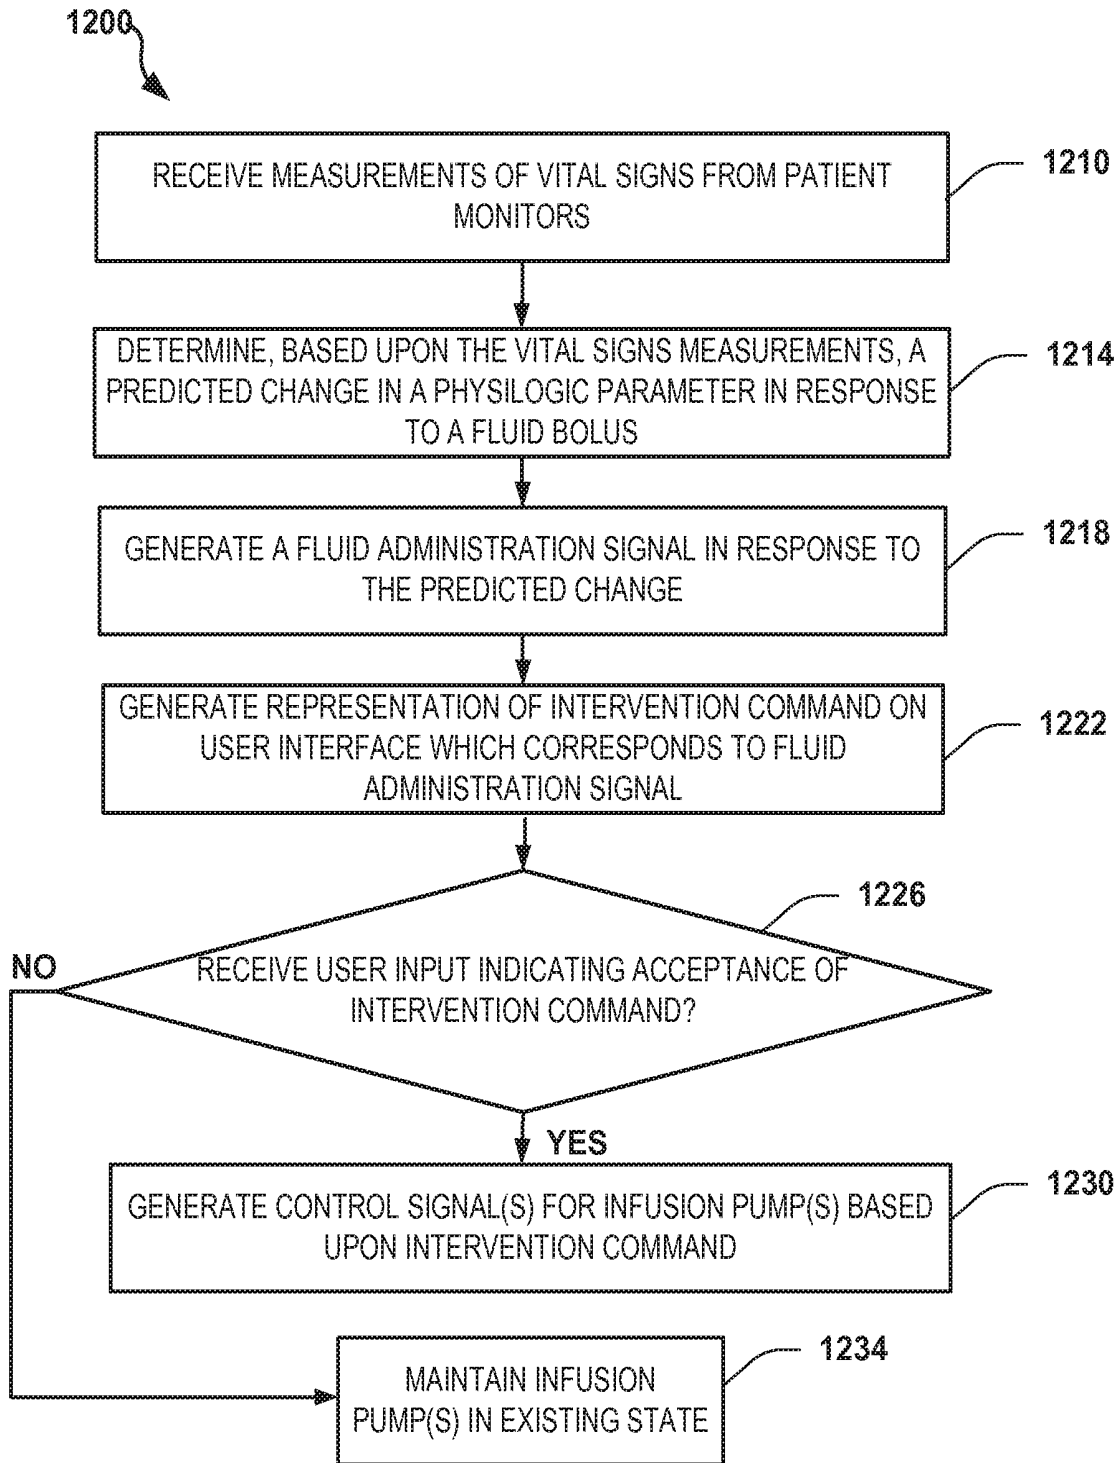 1200
RECEIVE MEASUREMENTS OF VITAL SIGNS FROM PATIENT
MONITORS
1210
DETERMINE, BASED UPON THE VITAL SIGNS MEASUREMENTS, A
PREDICTED CHANGE IN A PHYSILOGIC PARAMETER IN RESPONSE
TO A FLUID BOLUS
1214
GENERATE A FLUID ADMINISTRATION SIGNAL IN RESPONSE TO
THE PREDICTED CHANGE
1218
GENERATE REPRESENTATION OF INTERVENTION COMMAND ON
USER INTERFACE WHICH CORRESPONDS TO FLUID
ADMINISTRATION SIGNAL
1222
1226
NO
RECEIVE USER INPUT INDICATING ACCEPTANCE OF
INTERVENTION COMMAND?
YES
GENERATE CONTROL SIGNAL(S) FOR INFUSION PUMP(S) BASED
UPON INTERVENTION COMMAND
1230
MAINTAIN INFUSION
PUMP(S) IN EXISTING STATE
1234